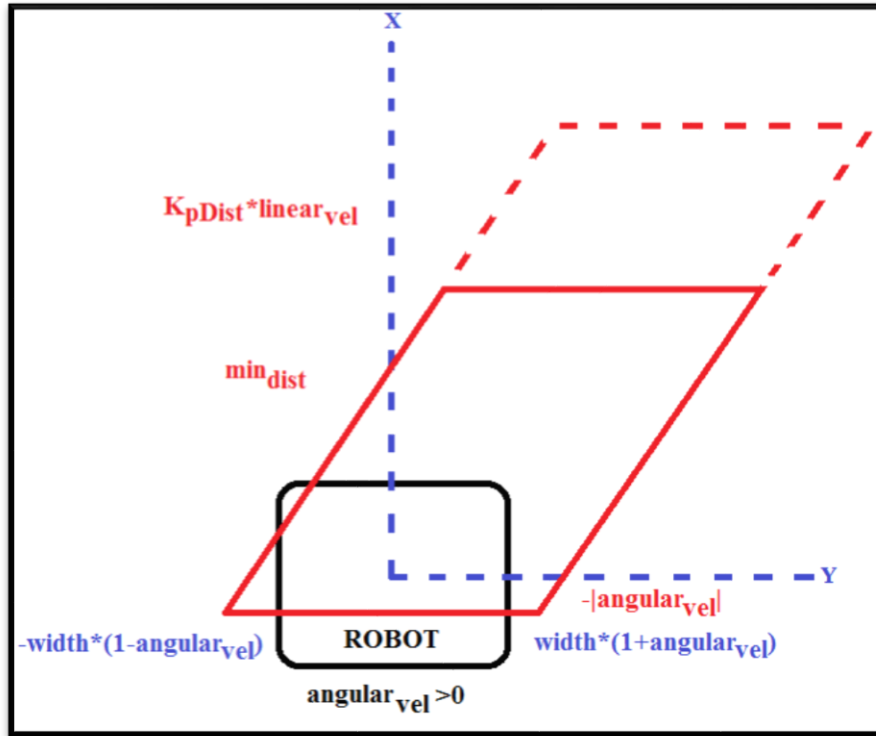 X
KpDist*linearvel
mindist
Y
-|angularvel|
-width*(1-angularvel)
ROBOT
width*(1+angularvel)
angularvel >0